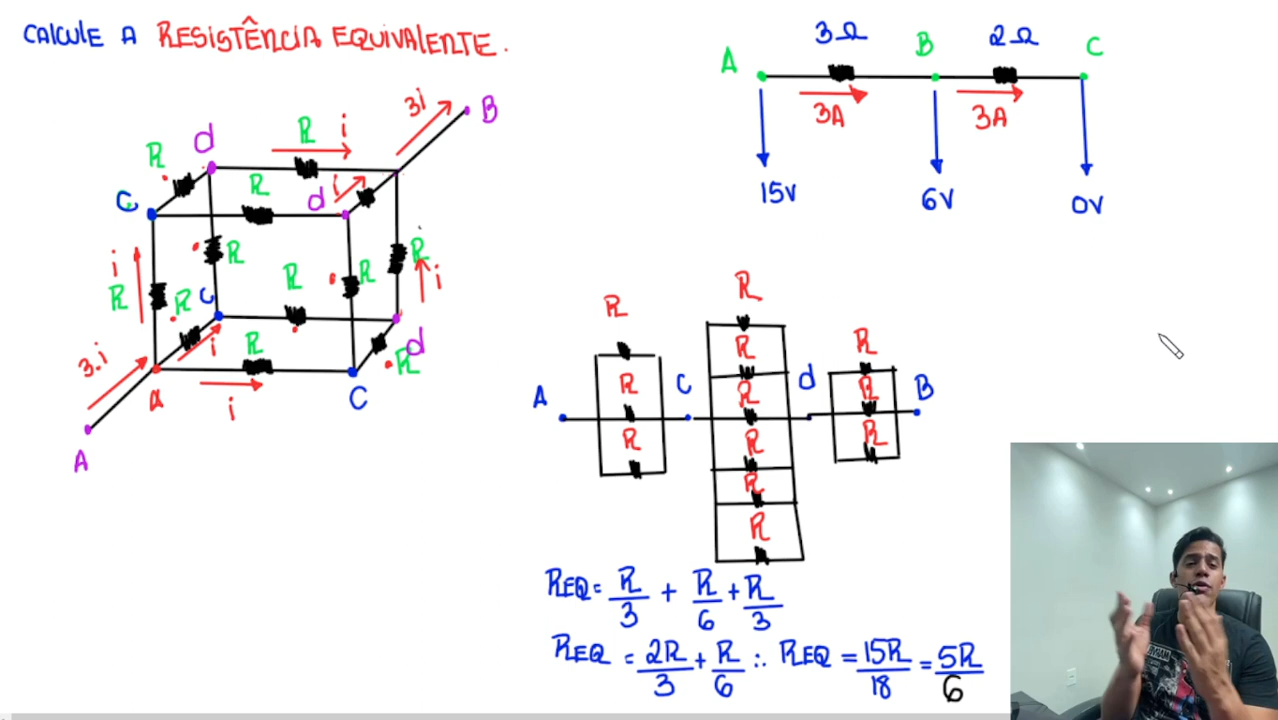 CALCULE A RESISTÊNCIA EQUIVALENTE.
3Ω
2Ω
A
B
C
3A
3A
15V
6V
0V
3i
B
d
R
i
R
R
i
d
C
R
R
R
R
i
i
R
i
R
C
R
d
R
3.i
i
a
i
C
A
R
R
R
R
R
R
R
R
R
R
R
R
A
C
d
B
REQ = R/3 + R/6 + R/3
REQ = 2R/3 + R/6 ∴ REQ = 15R/18 = 5R/6